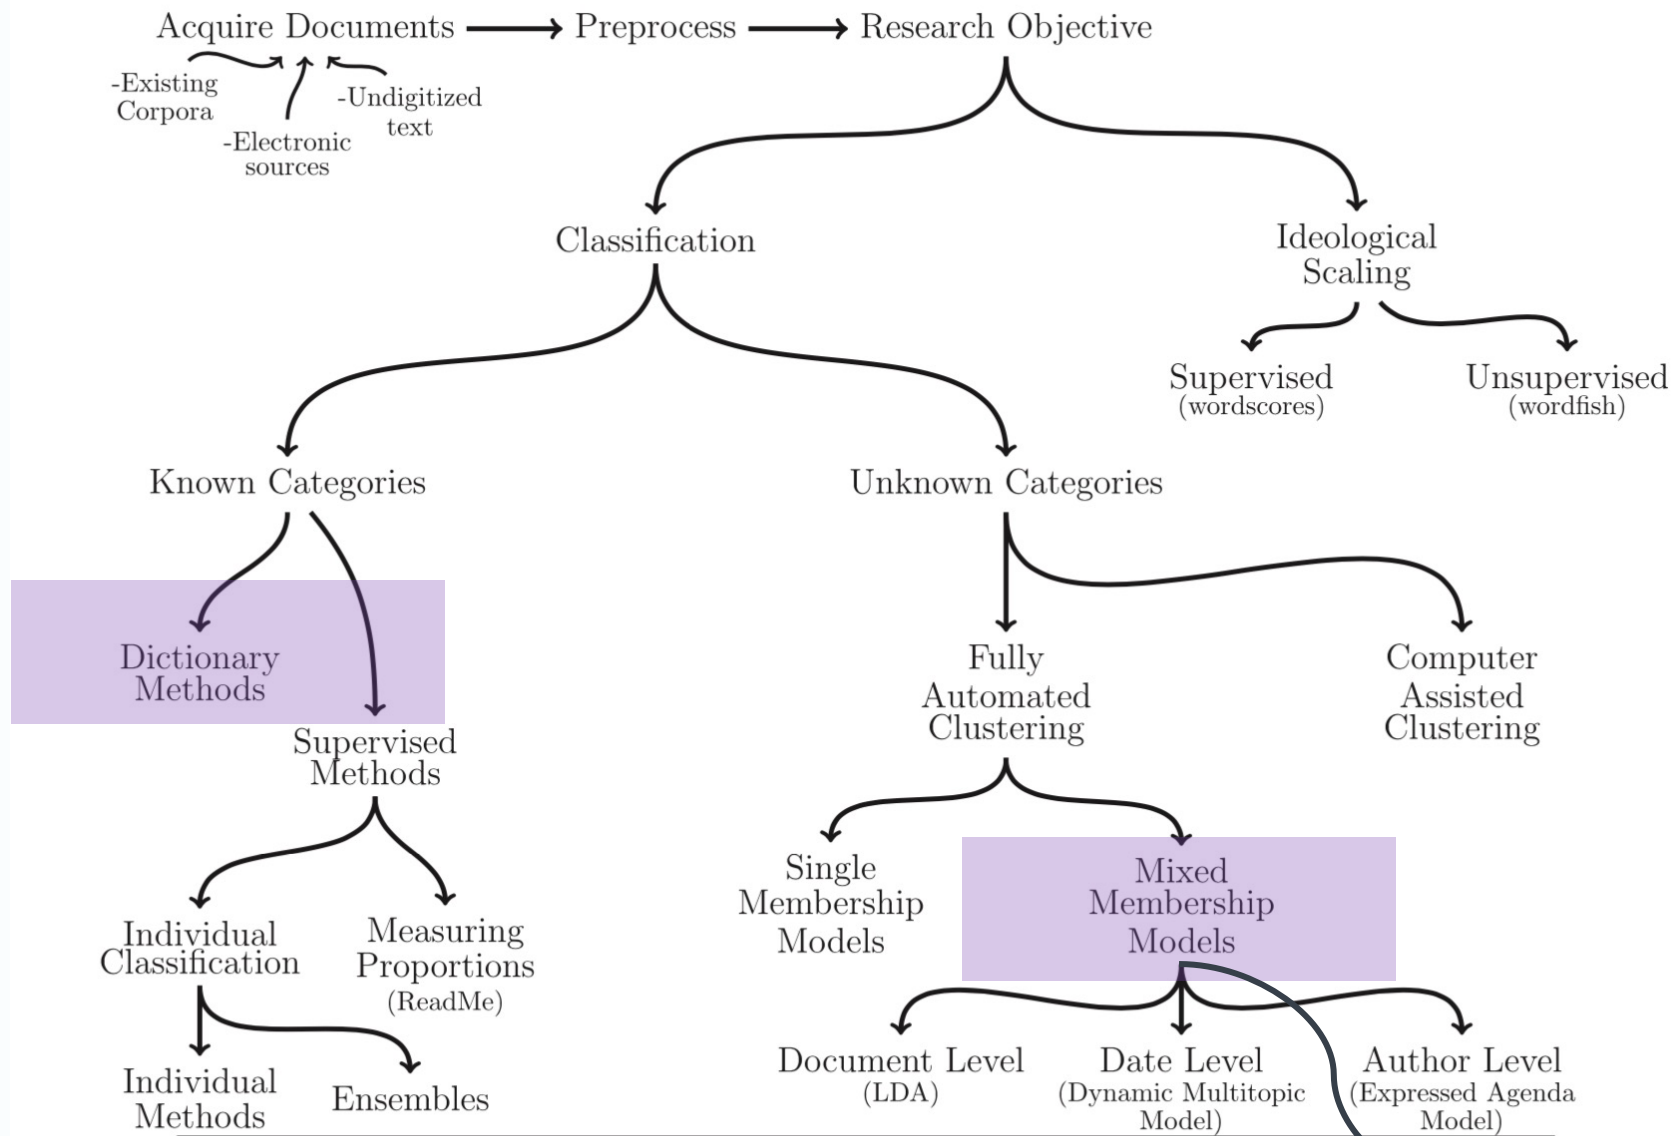 Acquire Documents
Preprocess
Research Objective
-Existing
Corpora
-Electronic
sources
-Undigitized
text
Classification
Ideological
Scaling
Supervised
(wordscores)
Unsupervised
(wordfish)
Known Categories
Unknown Categories
Dictionary
Methods
Supervised
Methods
Fully
Automated
Clustering
Computer
Assisted
Clustering
Single
Membership
Models
Mixed
Membership
Models
Individual
Classification
Measuring
Proportions
(ReadMe)
Individual
Methods
Ensembles
Document Level
(LDA)
Date Level
(Dynamic Multitopic
Model)
Author Level
(Expressed Agenda
Model)